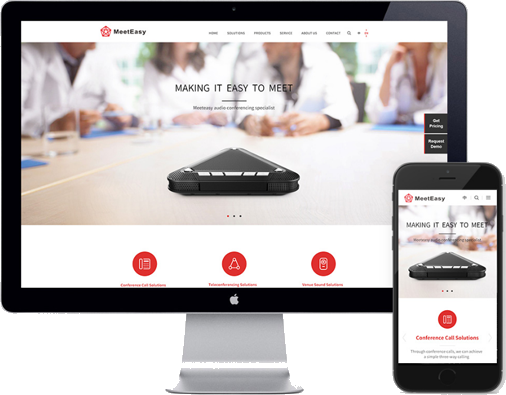 MeetEasy
HOME SOLUTIONS PRODUCTS SERVICE ABOUT US CONTACT
MAKING IT EASY TO MEET
Meeteasy audio conferencing specialist
Get
Pricing
Request
Demo
Conference Call Solutions
Teleconferencing Solutions
Venue Sound Solutions
MeetEasy
MAKING IT EASY TO MEET
Meeteasy audio conferencing specialist
Conference Call Solutions
Through conference calls, we can achieve
a simple three-way calling